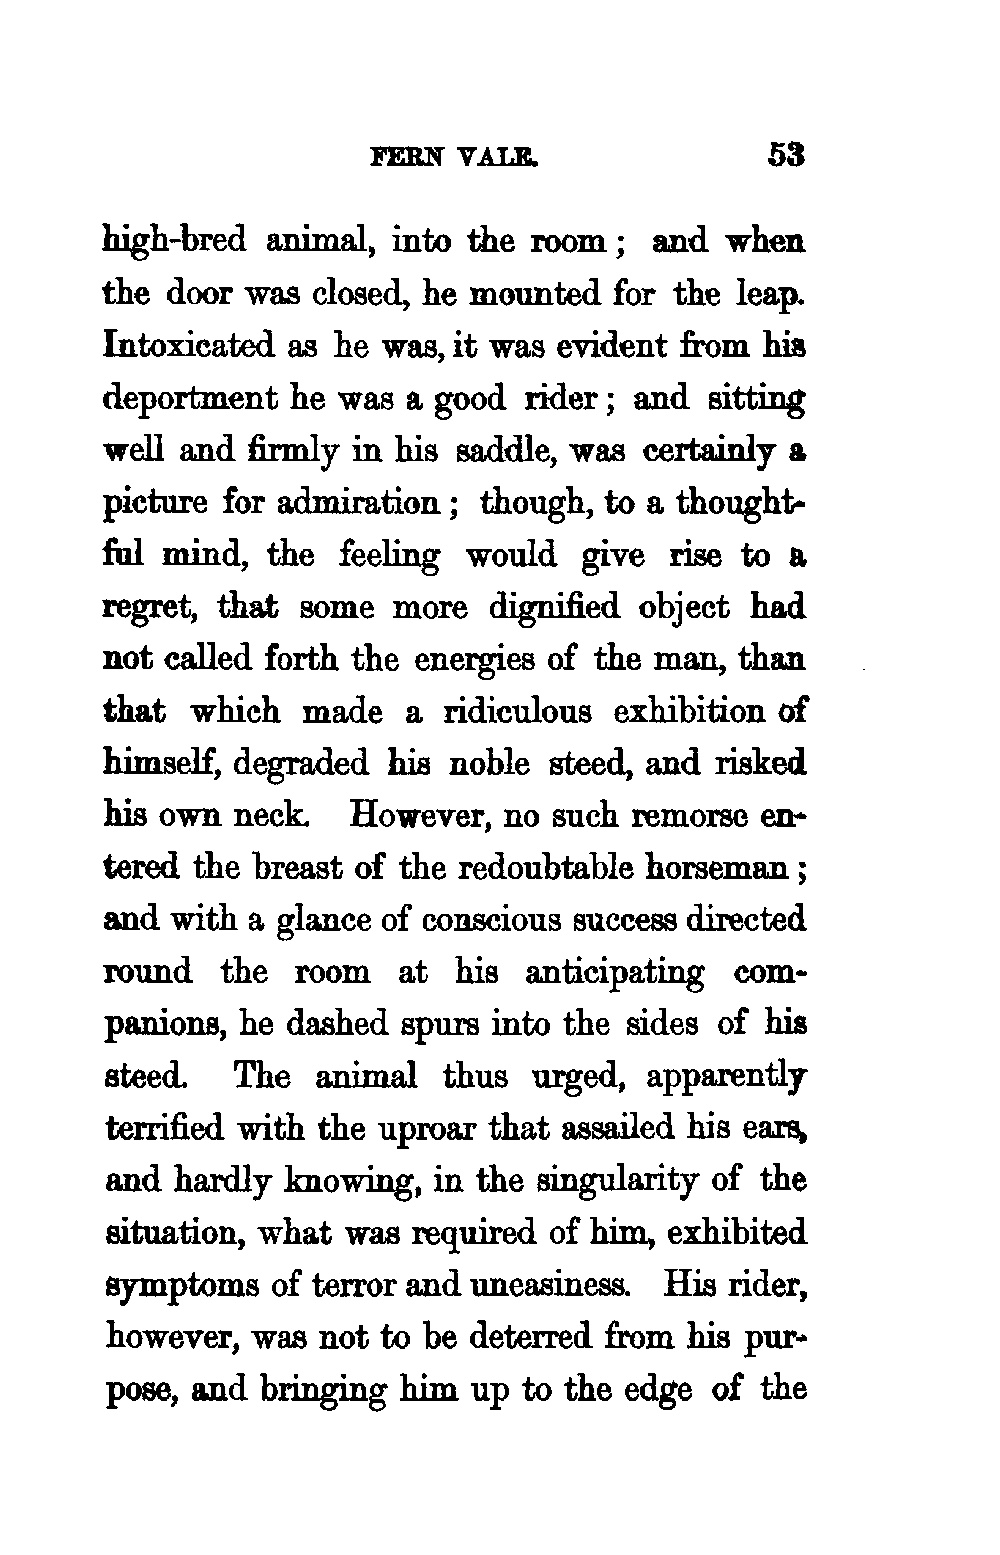 FERN VALE. 53
high-bred animal, into the room; and when
the door was closed, he mounted for the leap.
Intoxicated as he was, it was evident from his
deportment he was a good rider; and sitting
well and firmly in his saddle, was certainly a
picture for admiration; though, to a thought-
ful mind, the feeling would give rise to a
regret, that some more dignified object had
not called forth the energies of the man, than
that which made a ridiculous exhibition of
himself, degraded his noble steed, and risked
his own neck. However, no such remorse en-
tered the breast of the redoubtable horseman;
and with a glance of conscious success directed
round the room at his anticipating com-
panions, he dashed spurs into the sides of his
steed. The animal thus urged, apparently
terrified with the uproar that assailed his ears,
and hardly knowing, in the singularity of the
situation, what was required of him, exhibited
symptoms of terror and uneasiness. His rider,
however, was not to be deterred from his pur-
pose, and bringing him up to the edge of the